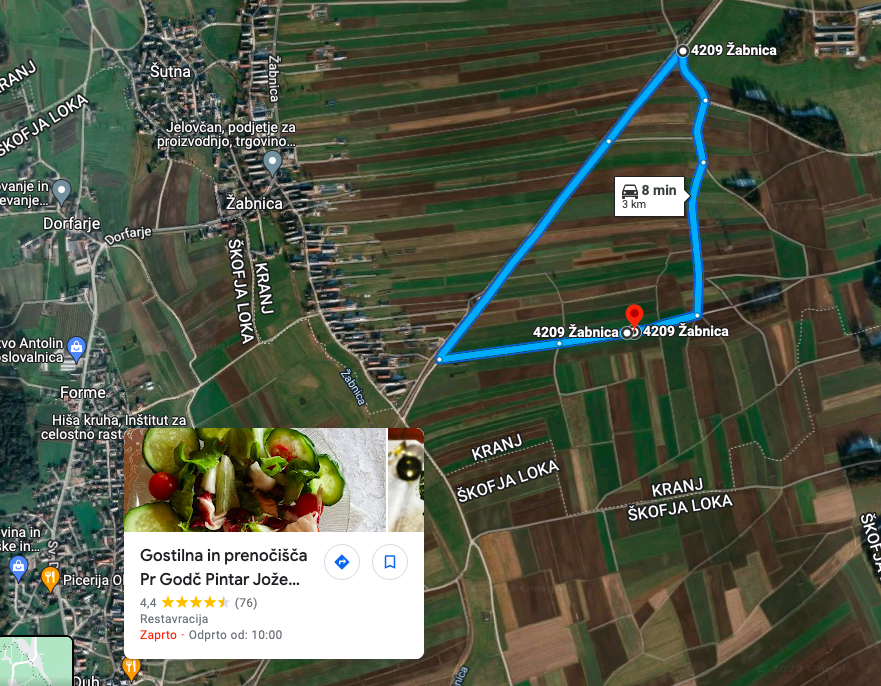 4209 Žabnica
Šutna
Žabnica
KRANJ
ŠKOFJA LOKA
Jelovčan, podjetje za
proizvodnjo, trgovino...
ovanje in
evanje...
8 min
3 km
Žabnica
Dorfarje
Dorfarje
KRANJ
ŠKOFJA LOKA
4209 Žabnica
4209 Žabnica
tvo Antolin
oslovalnica
Žabnica
Forme
Hiša kruha, Inštitut za
celostno rast
KRANJ
ŠKOFJA LOKA
KRANJ
ŠKOFJA LOKA
ŠKOFJA
vina in
ske in...
Picerija O
Gostilna in prenočišča
Pr Godč Pintar Jože...
4,4 (76)
Restavracija
Zaprto · Odprto od: 10:00
Duh